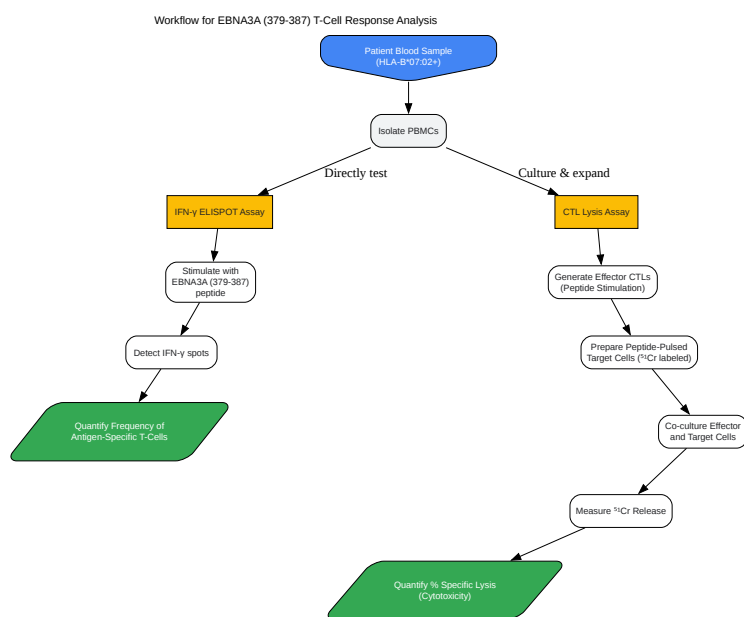 Workflow for EBNA3A (379-387) T-Cell Response Analysis
Patient Blood Sample
(HLA-B*07:02+)
Isolate PBMCs
Directly test
Culture & expand
IFN-γ ELISPOT Assay
CTL Lysis Assay
Stimulate with
EBNA3A (379-387)
peptide
Generate Effector CTLs
(Peptide Stimulation)
Detect IFN-γ spots
Prepare Peptide-Pulsed
Target Cells (⁵¹Cr labeled)
Quantify Frequency of
Antigen-Specific T-Cells
Co-culture Effector
and Target Cells
Measure ⁵¹Cr Release
Quantify % Specific Lysis
(Cytotoxicity)